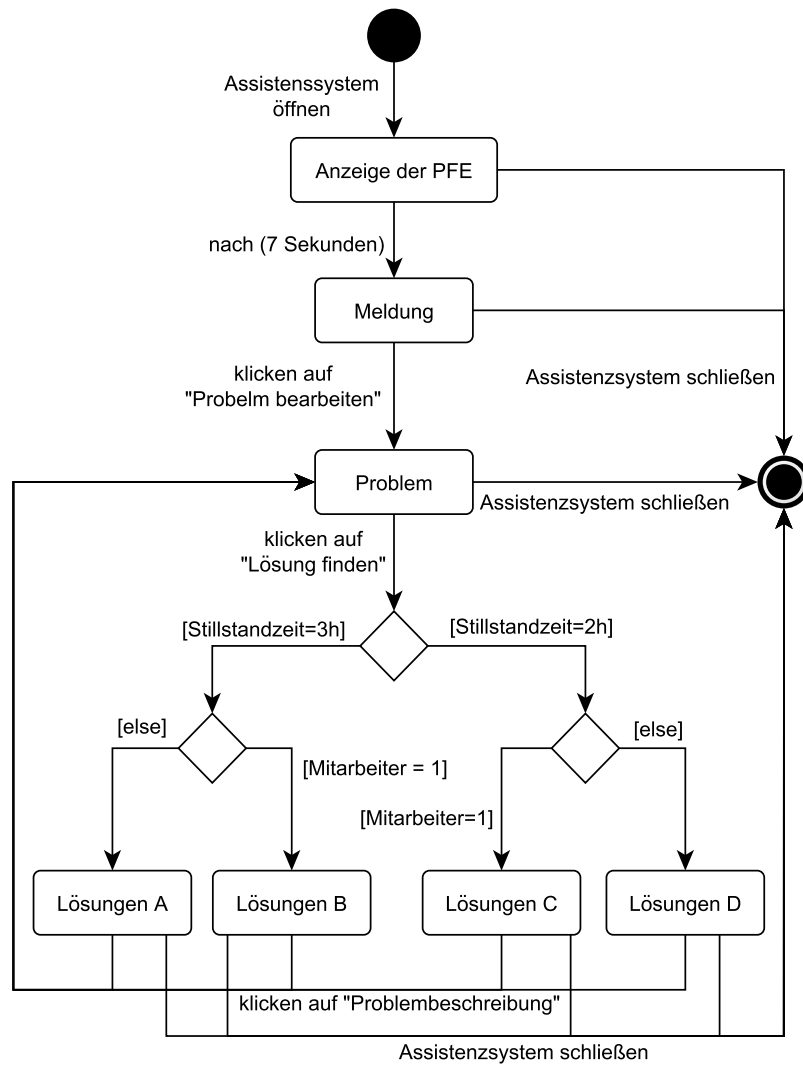 Assistenssystem
öffnen
Anzeige der PFE
nach (7 Sekunden)
Meldung
klicken auf
"Probelm bearbeiten"
Assistenzsystem schließen
Problem
Assistenzsystem schließen
klicken auf
"Lösung finden"
[Stillstandzeit=3h]
[Stillstandzeit=2h]
[else]
[Mitarbeiter = 1]
[Mitarbeiter=1]
[else]
Lösungen A
Lösungen B
Lösungen C
Lösungen D
klicken auf "Problembeschreibung"
Assistenzsystem schließen